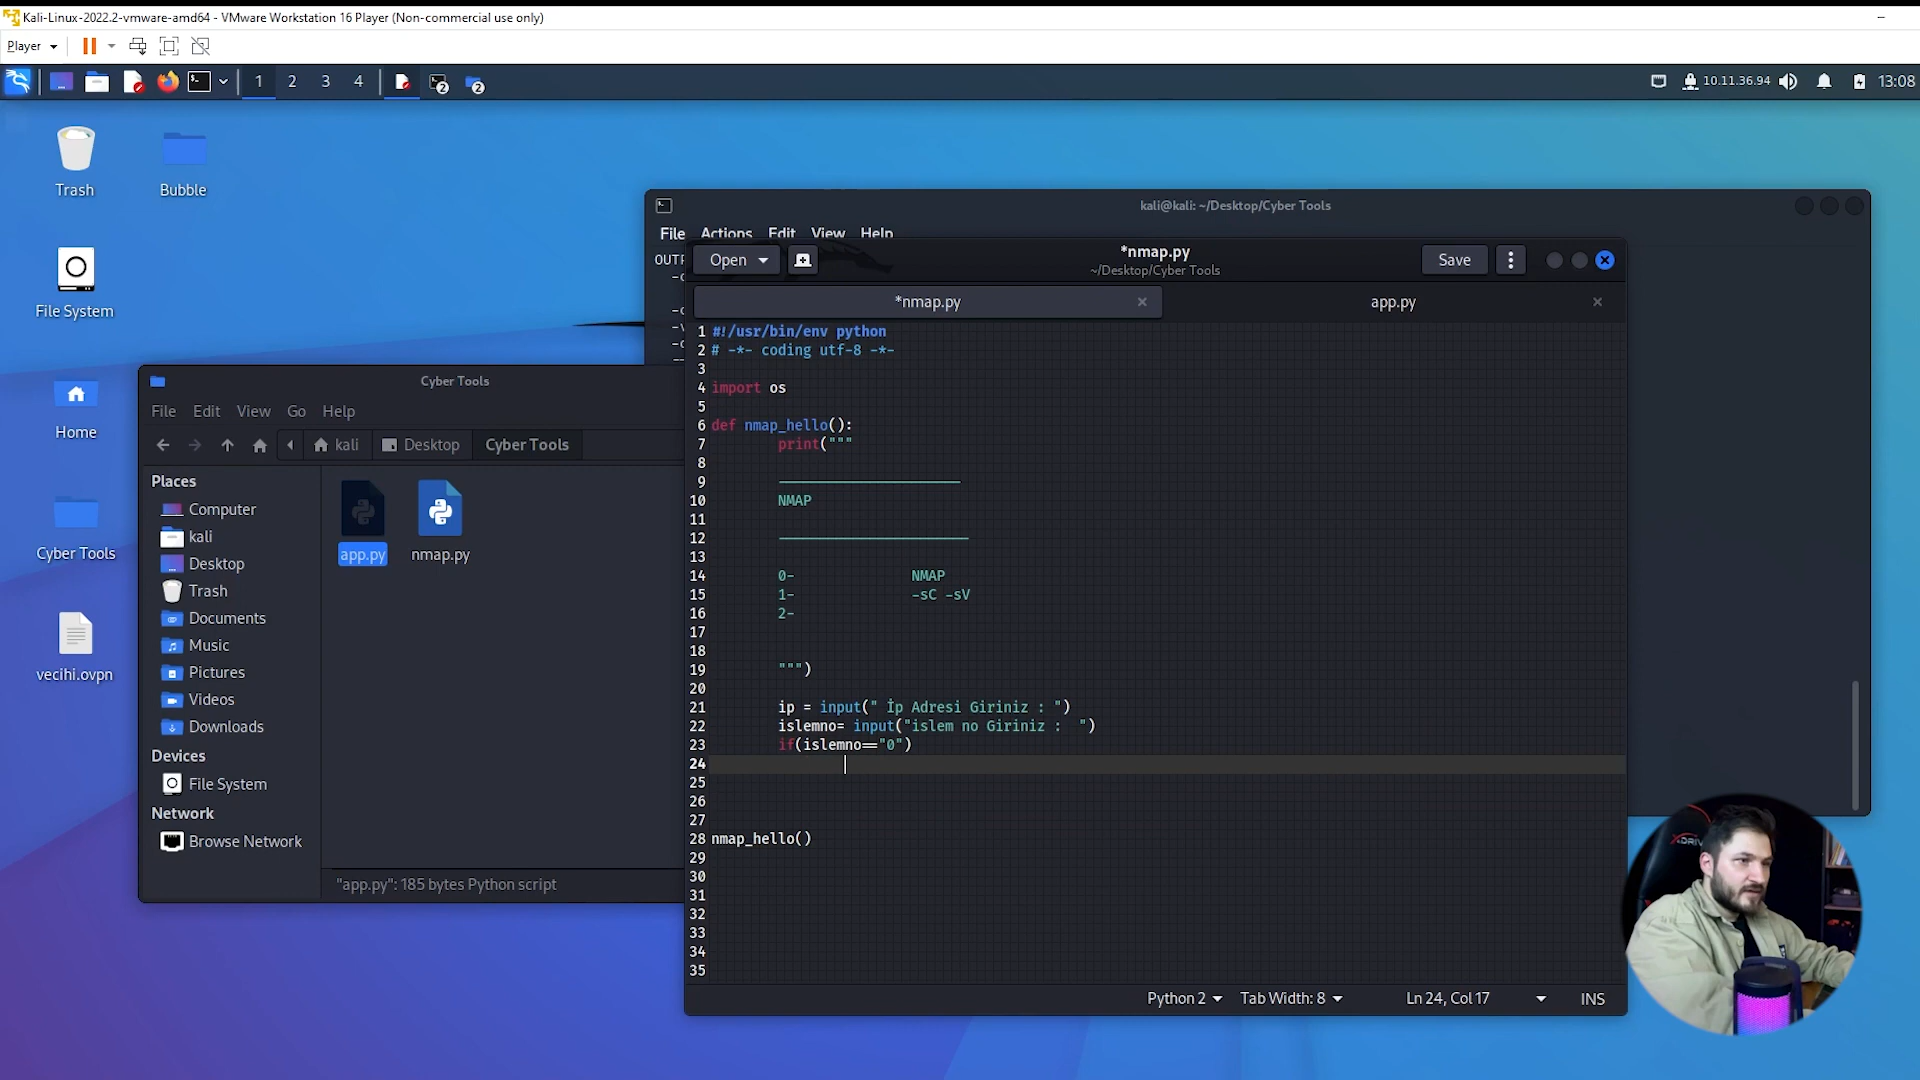 Kali-Linux-2022.2-vmware-amd64 - VMware Workstation 16 Player (Non-commercial use only)
Player
1 2 3 4
2
2
10.11.36.94
13:08
Trash
Bubble
File System
Home
Cyber Tools
vecihi.ovpn
kali@kali: ~/Desktop/Cyber Tools
File Actions Edit View Help
Cyber Tools
File Edit View Go Help
kali Desktop Cyber Tools
Places
Computer
kali
Desktop
Trash
Documents
Music
Pictures
Videos
Downloads
Devices
File System
Network
Browse Network
app.py
nmap.py
"app.py": 185 bytes Python script
Open
*nmap.py
~/Desktop/Cyber Tools
Save
*nmap.py
app.py
1 #!/usr/bin/env python
2 # -*- coding utf-8 -*-
3
4 import os
5
6 def nmap_hello():
7 print("""
8
9 ______________________
10 NMAP
11
12 _______________________
13
14 0- NMAP
15 1- -sC -sV
16 2-
17
18
19 """)
20
21 ip = input(" İp Adresi Giriniz : ")
22 islemno= input("islem no Giriniz :  ")
23 if(islemno=="0")
24
25
26
27
28 nmap_hello()
29
30
31
32
33
34
35
Python 2
Tab Width: 8
Ln 24, Col 17
INS